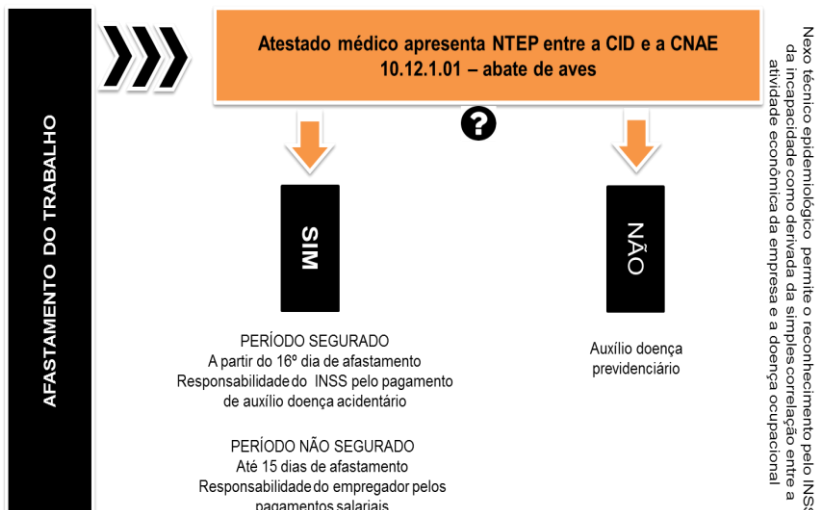 AFASTAMENTO DO TRABALHO
Atestado médico apresenta NTEP entre a CID e a CNAE
10.12.1.01 – abate de aves
?
SIM
NÃO
PERÍODO SEGURADO
A partir do 16º dia de afastamento
Responsabilidade do INSS pelo pagamento
de auxílio doença acidentário
Auxílio doença
previdenciário
PERÍODO NÃO SEGURADO
Até 15 dias de afastamento
Responsabilidade do empregador pelos
pagamentos salariais
Nexo técnico epidemiológico permite o reconhecimento pelo INSS
da incapacidade como derivada da simples correlação entre a
atividade econômica da empresa e a doença ocupacional